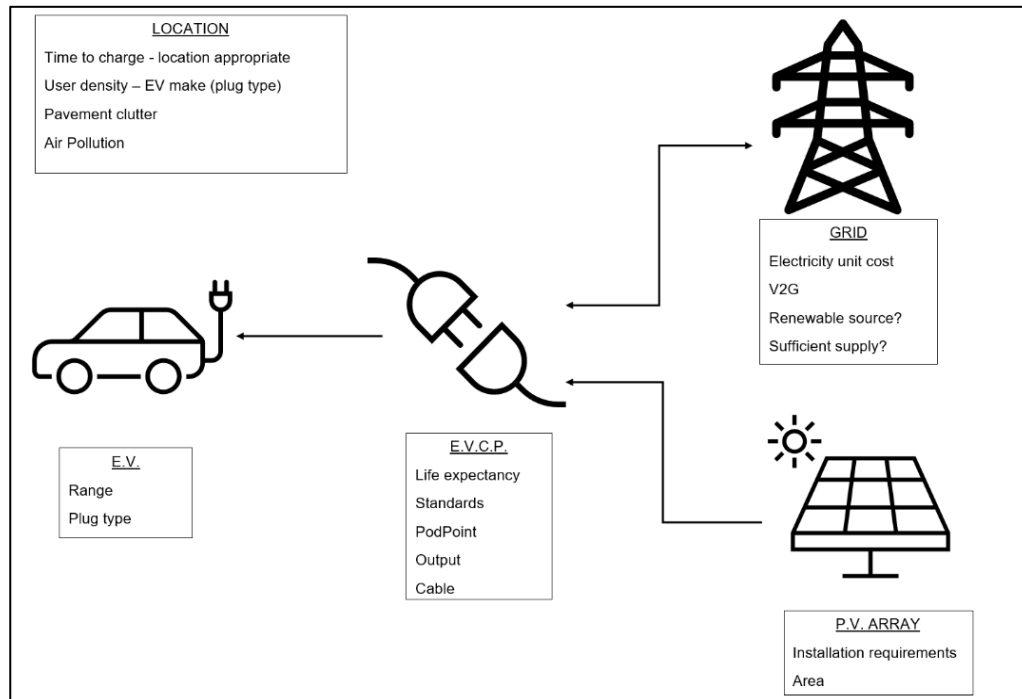 LOCATION
Time to charge - location appropriate
User density – EV make (plug type)
Pavement clutter
Air Pollution
GRID
Electricity unit cost
V2G
Renewable source?
Sufficient supply?
E.V.
Range
Plug type
E.V.C.P.
Life expectancy
Standards
PodPoint
Output
Cable
P.V. ARRAY
Installation requirements
Area